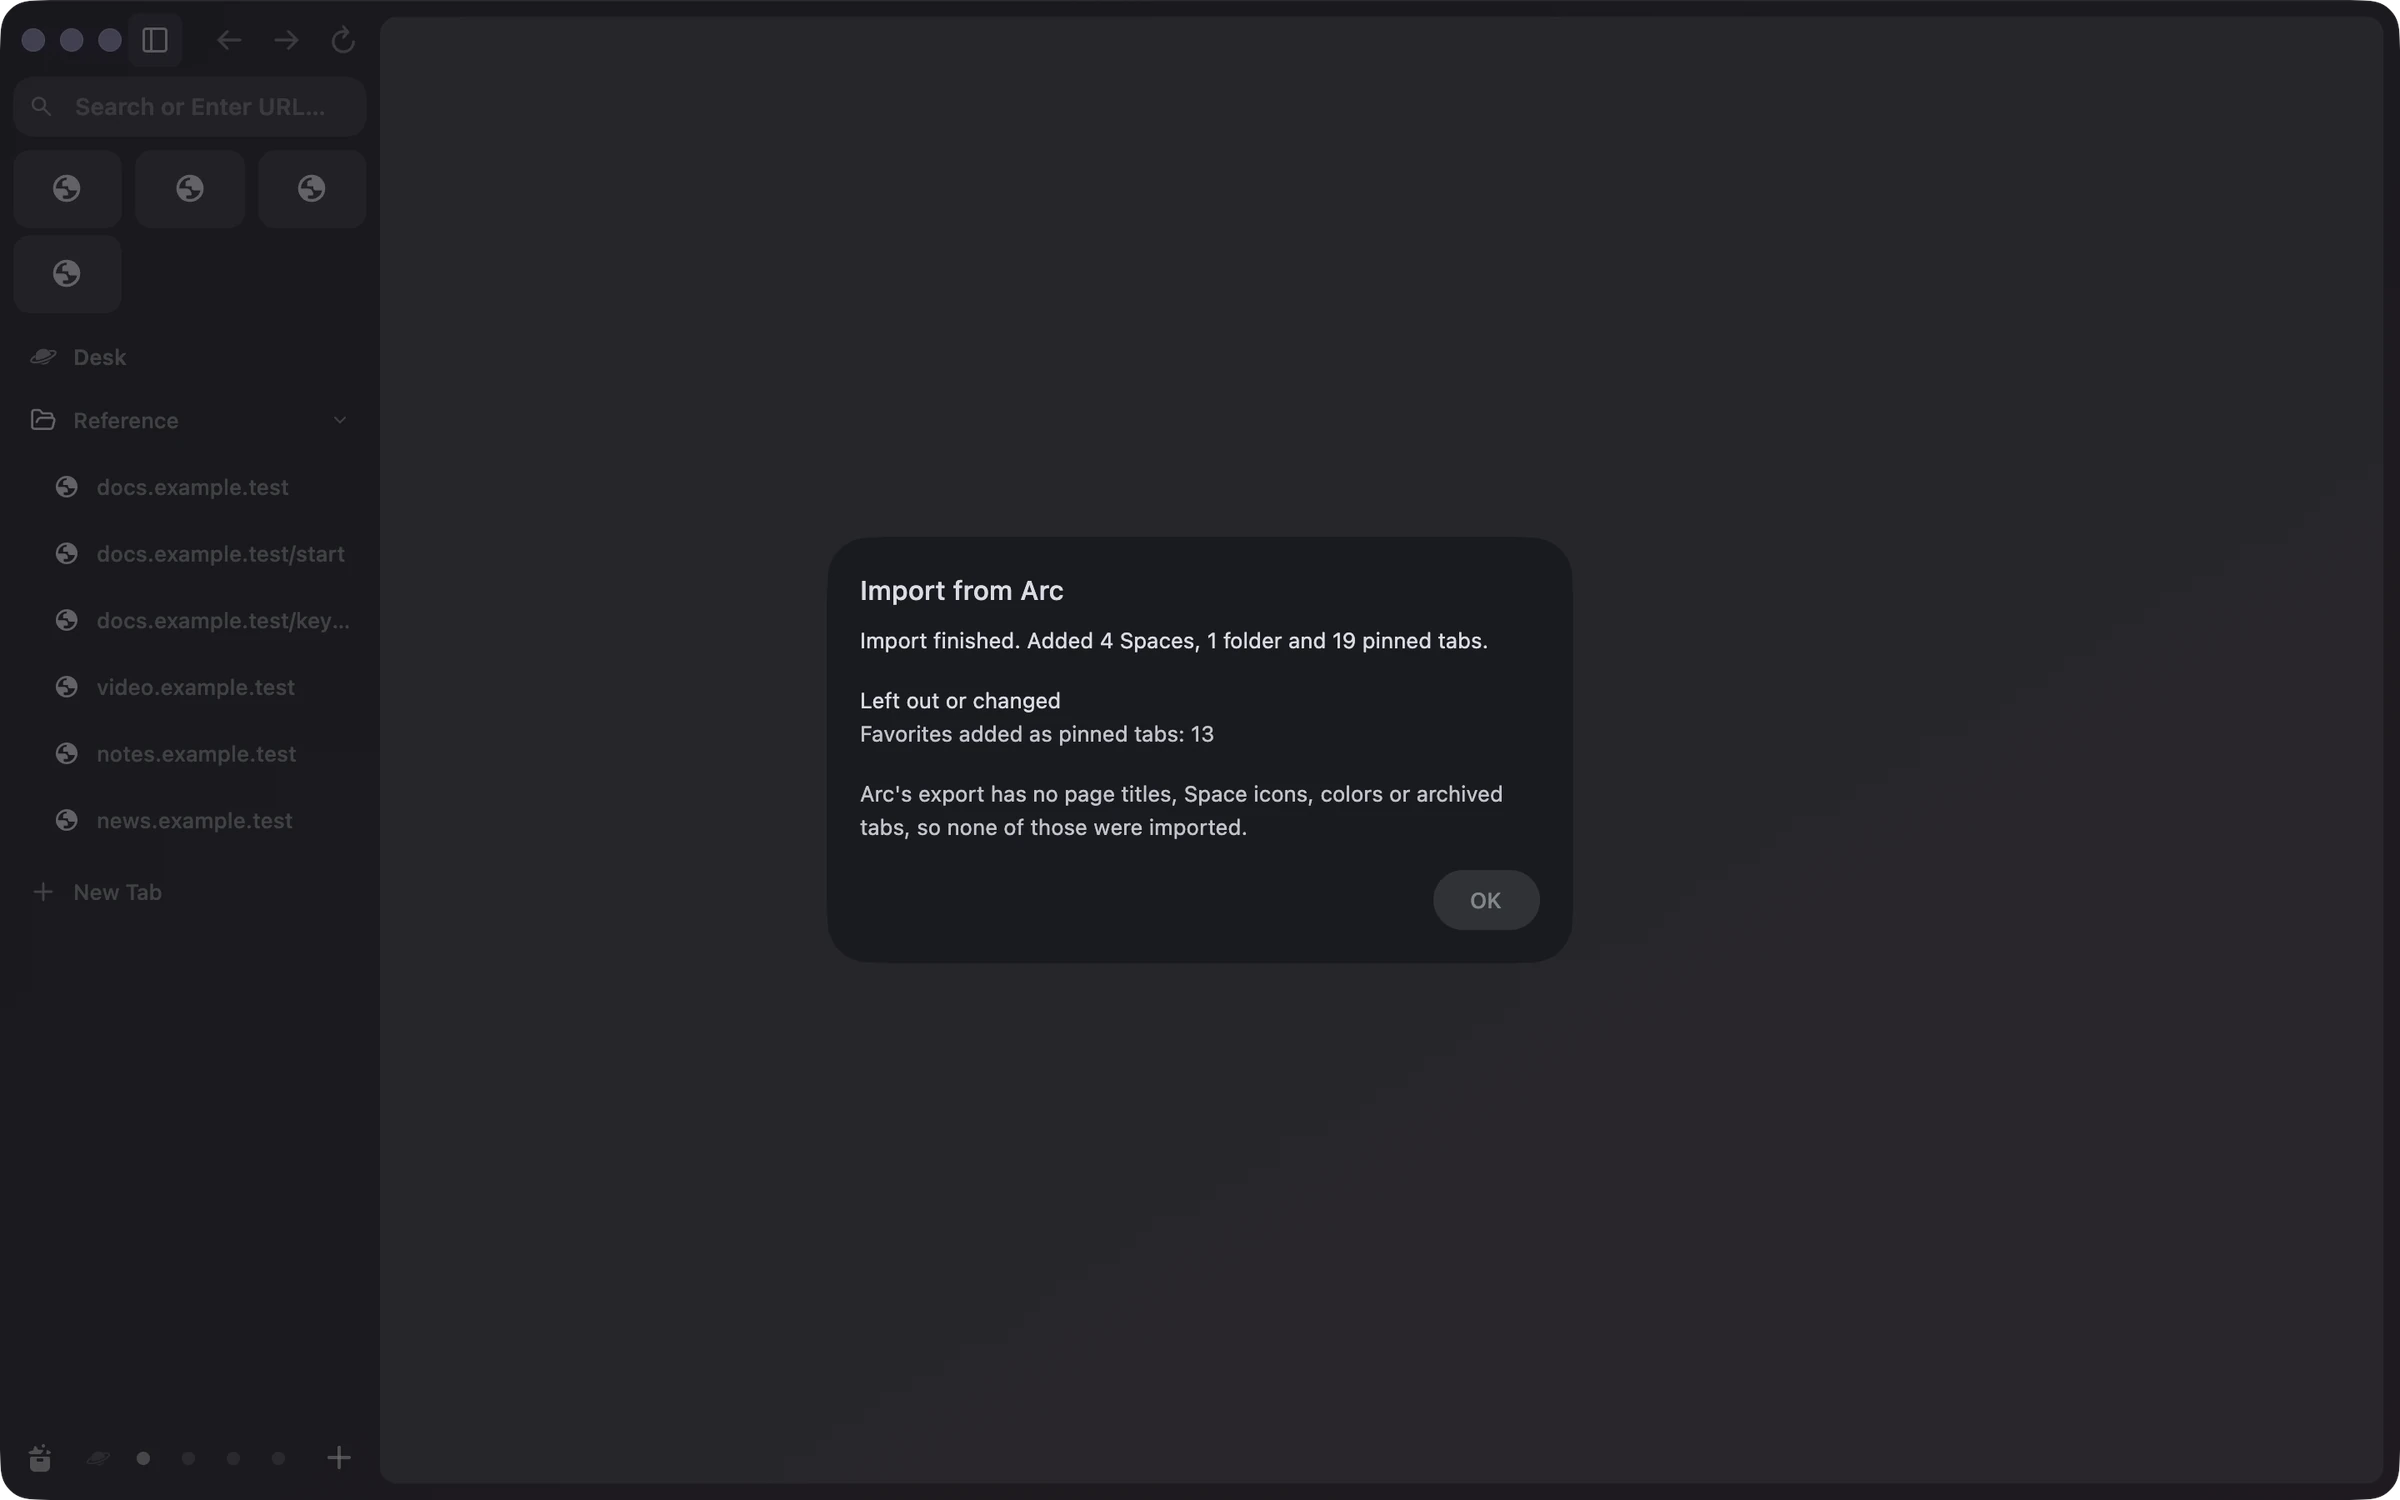 Search or Enter URL...
Desk
Reference
docs.example.test
docs.example.test/start
docs.example.test/key...
video.example.test
notes.example.test
news.example.test
New Tab
Import from Arc
Import finished. Added 4 Spaces, 1 folder and 19 pinned tabs.
Left out or changed
Favorites added as pinned tabs: 13
Arc's export has no page titles, Space icons, colors or archived
tabs, so none of those were imported.
OK